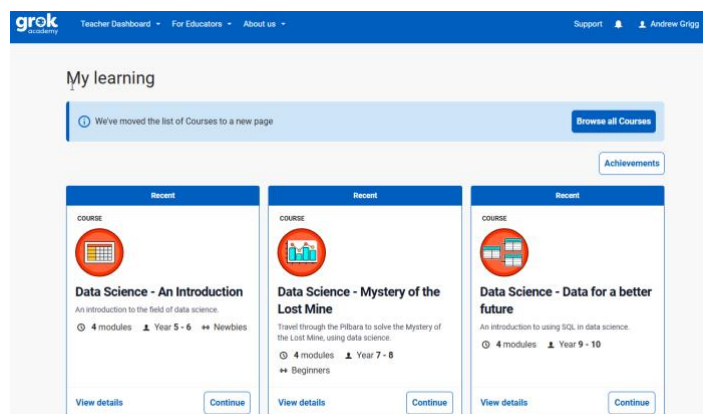 grok academy
Teacher Dashboard For Educators About us Support Andrew Grigg
My learning
We've moved the list of Courses to a new page
Browse all Courses
Achievements
Recent
COURSE
Data Science - An Introduction
An introduction to the field of data science.
4 modules Year 5 - 6 Newbies
View details Continue
Recent
COURSE
Data Science - Mystery of the
Lost Mine
Travel through the Pilbara to solve the Mystery of
the Lost Mine, using data science.
4 modules Year 7 - 8
Beginners
View details Continue
Recent
COURSE
Data Science - Data for a better
future
An introduction to using SQL in data science.
4 modules Year 9 - 10
View details Continue